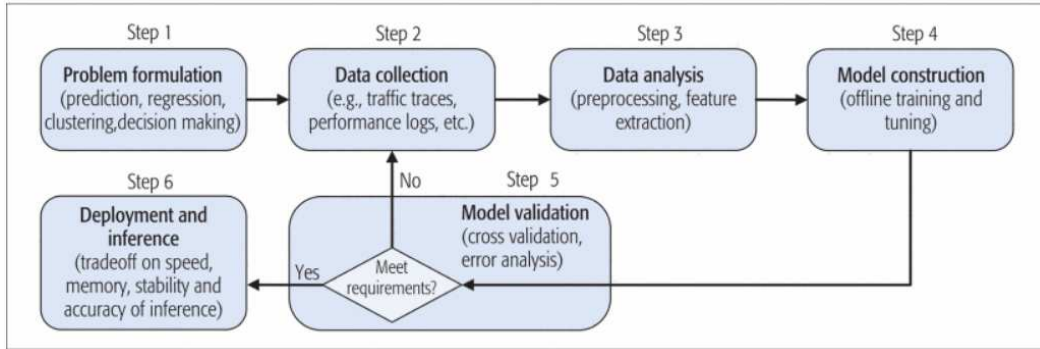 Step 1
Step 2
Step 3
Step 4
Problem formulation
(prediction, regression,
clustering,decision making)
Data collection
(e.g., traffic traces,
performance logs, etc.)
Data analysis
(preprocessing, feature
extraction)
Model construction
(offline training and
tuning)
No
Step 5
Model validation
(cross validation,
error analysis)
Meet
requirements?
Yes
Step 6
Deployment and
inference
(tradeoff on speed,
memory, stability and
accuracy of inference)